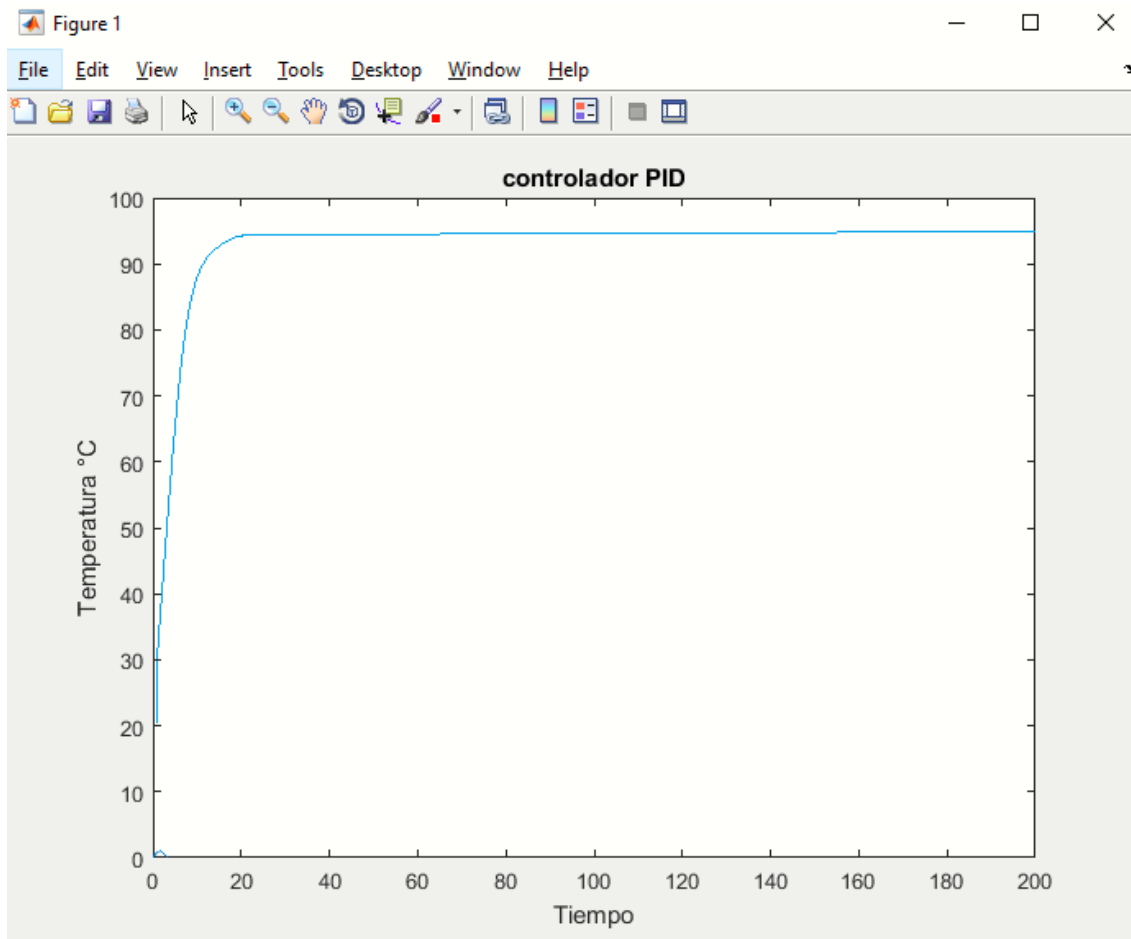 Figure 1
File Edit View Insert Tools Desktop Window Help
controlador PID
100
90
80
70
60
50
40
30
20
10
0
Temperatura °C
0 20 40 60 80 100 120 140 160 180 200
Tiempo